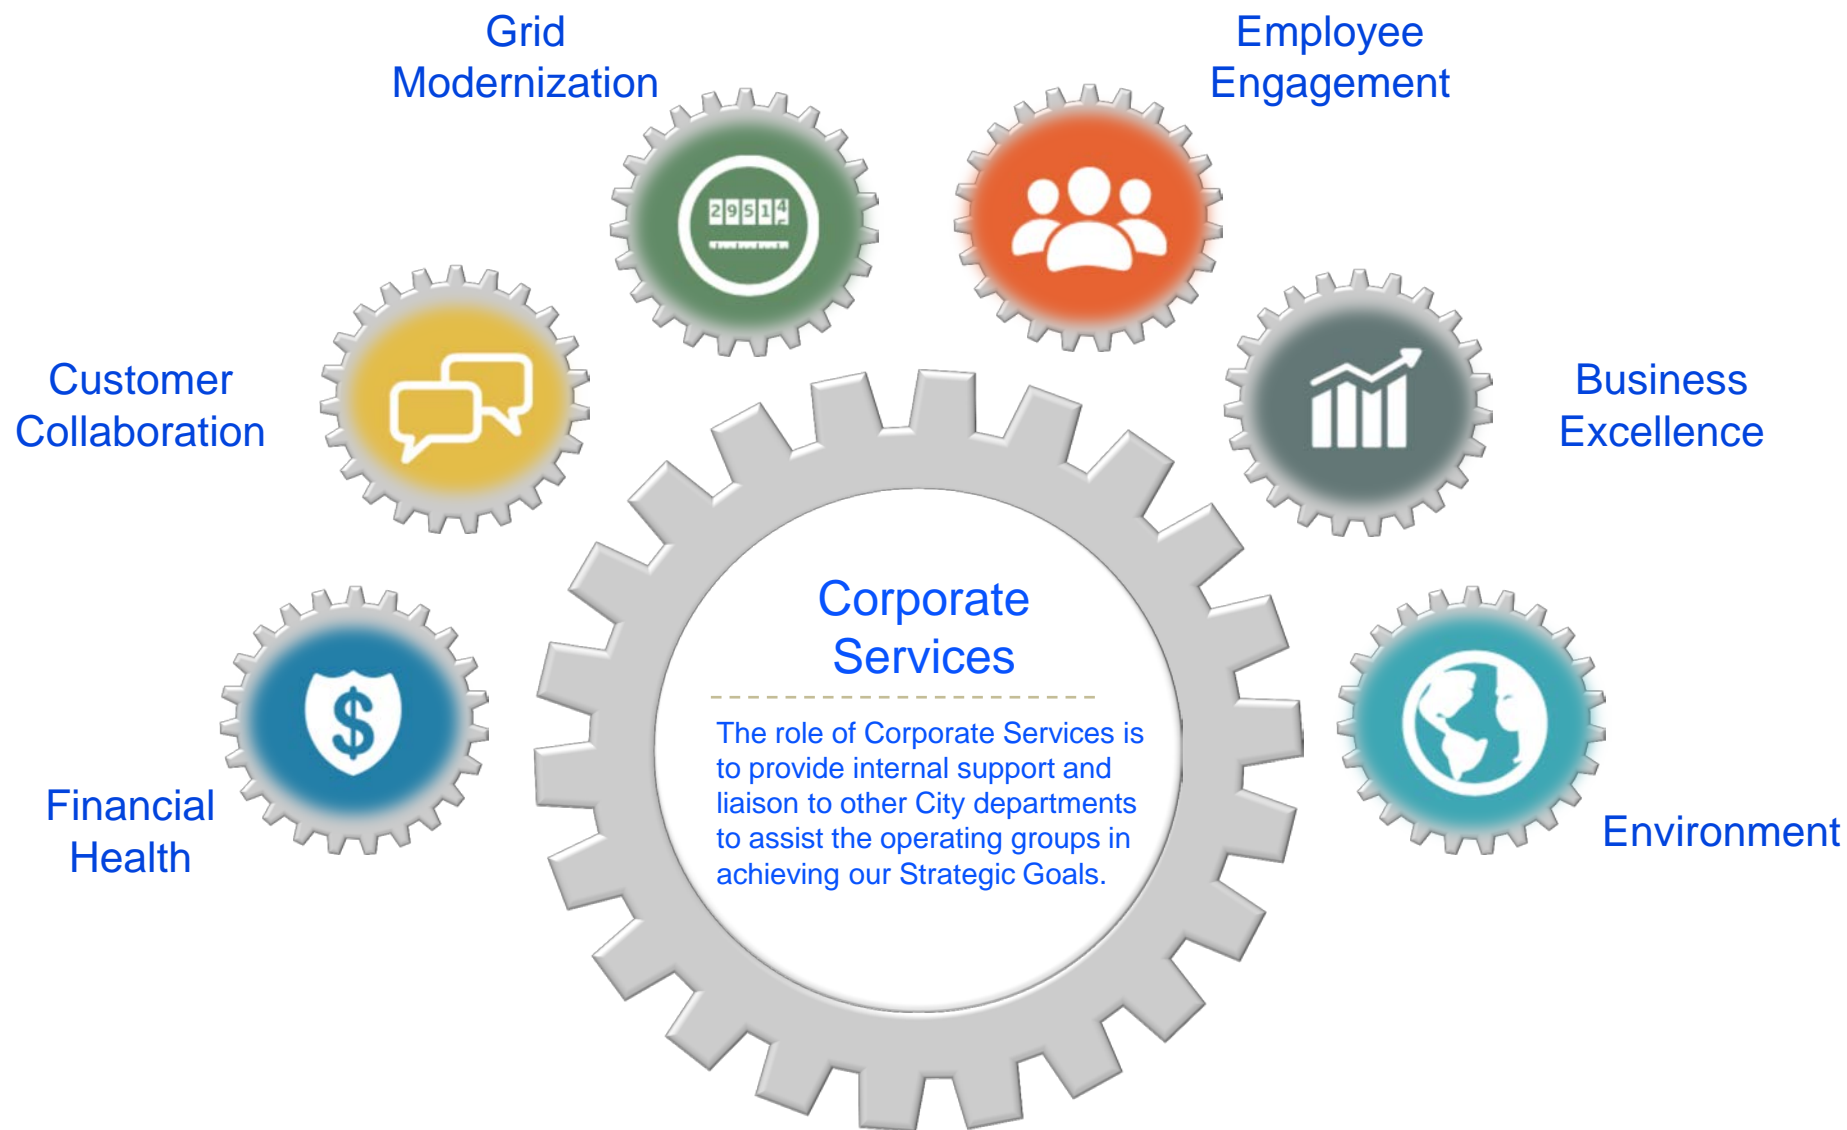 Grid
Modernization
Employee
Engagement
29514
Customer
Collaboration
Business
Excellence
Corporate
Services
The role of Corporate Services is
to provide internal support and
liaison to other City departments
to assist the operating groups in
achieving our Strategic Goals.
$
Financial
Health
Environment